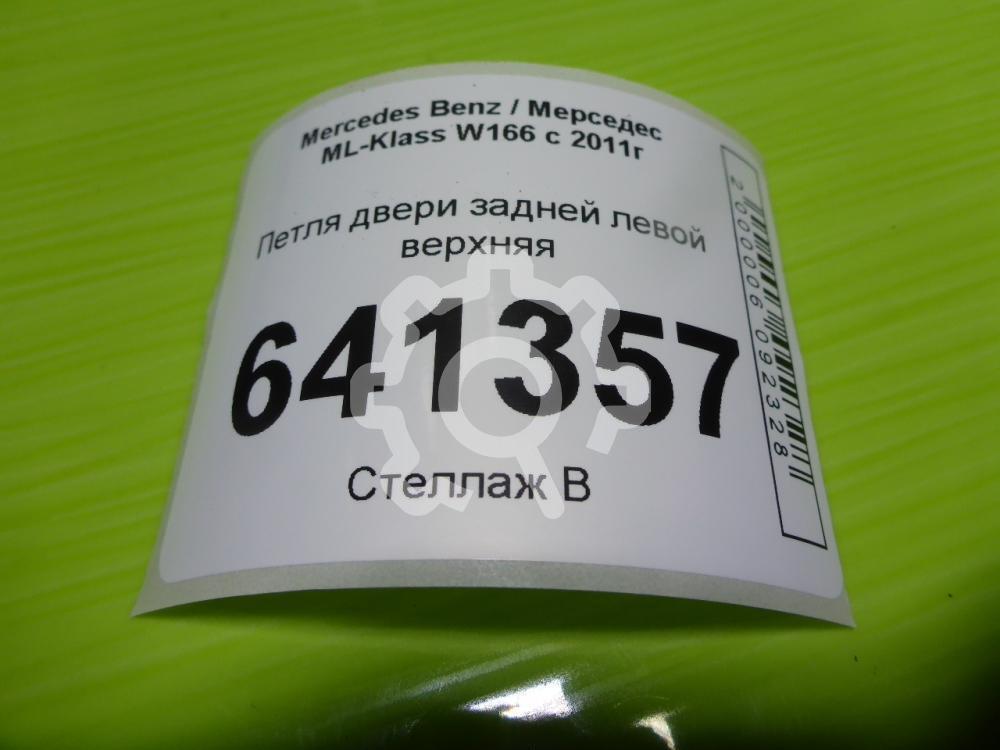 Mercedes Benz / Мерседес
ML-Klass W166 с 2011г
Петля двери задней левой
верхняя
641357
Стеллаж В
2000006092328